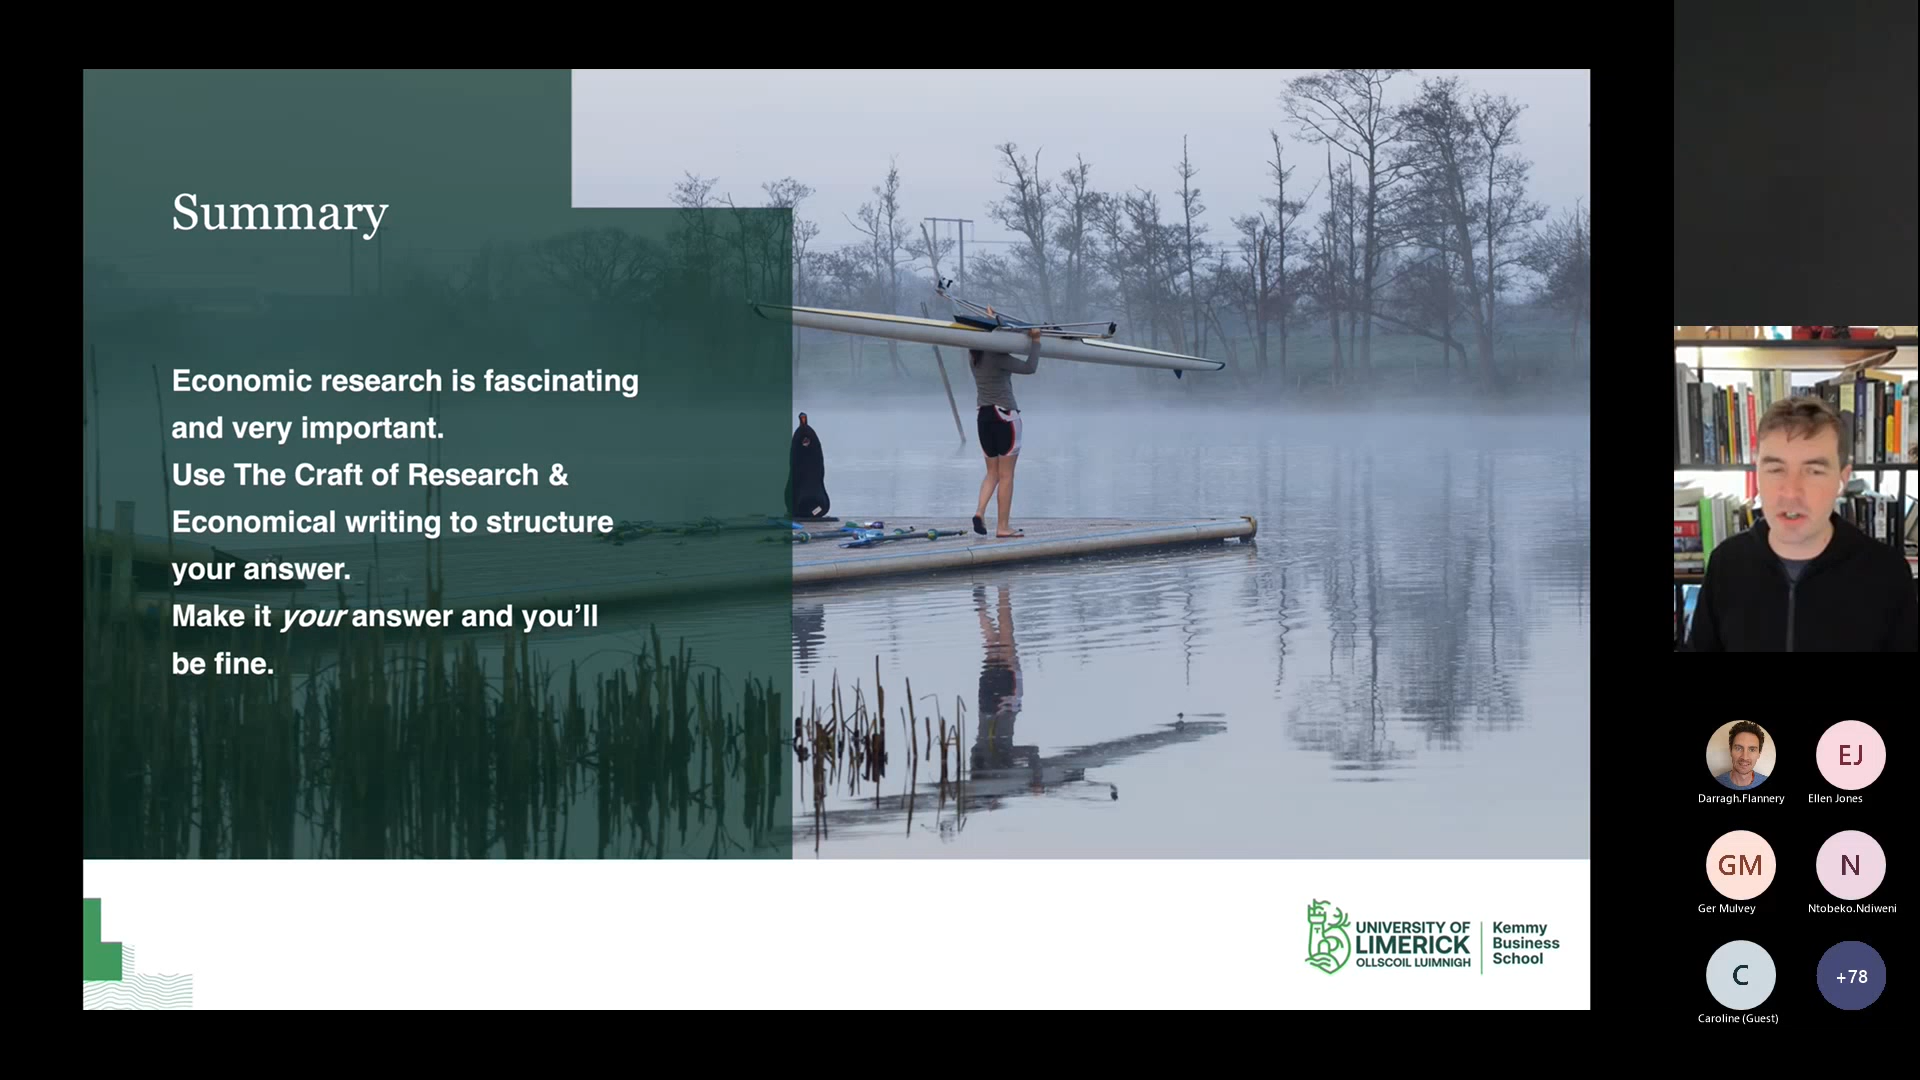 Summary
Economic research is fascinating
and very important.
Use The Craft of Research &
Economical writing to structure
your answer.
Make it your answer and you’ll
be fine.
UNIVERSITY OF
LIMERICK
OLLSCOIL LUIMNIGH
Kemmy
Business
School
Darragh.Flannery
EJ
Ellen Jones
GM
Ger Mulvey
N
Ntobeko.Ndiweni
C
Caroline (Guest)
+78